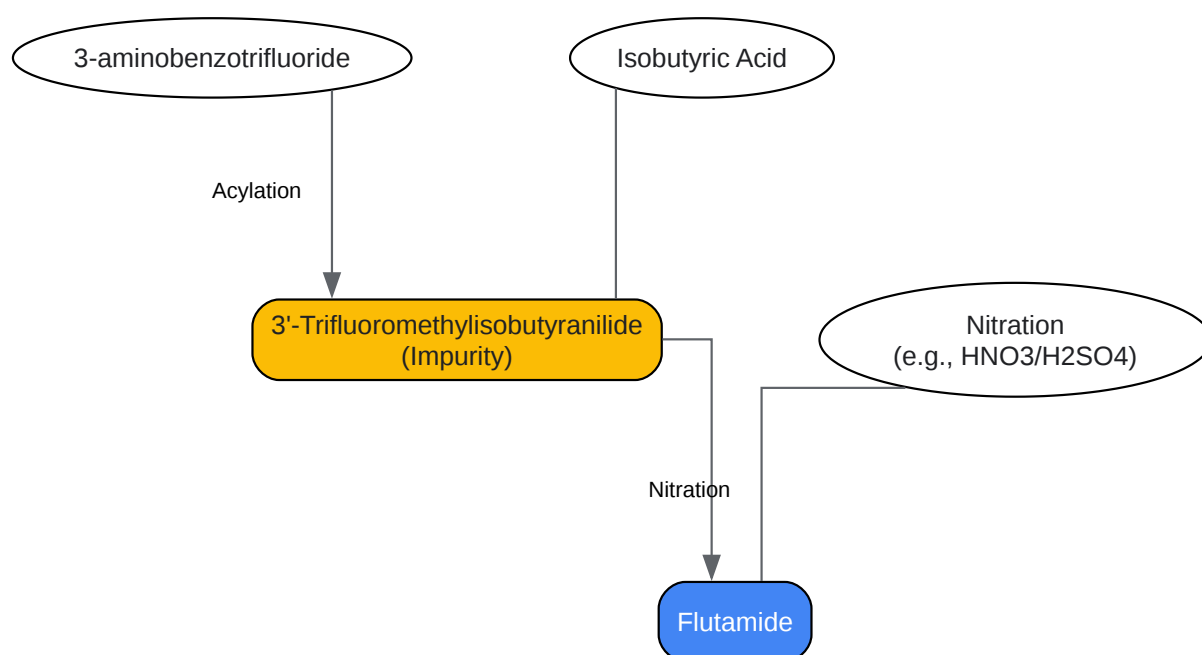 3-aminobenzotrifluoride
Isobutyric Acid
Acylation
3'-Trifluoromethylisobutyranilide
(Impurity)
Nitration
(e.g., HNO3/H2SO4)
Nitration
Flutamide